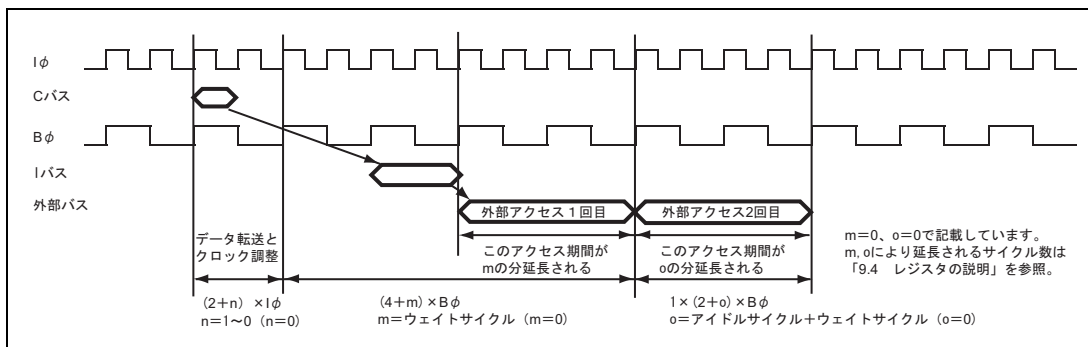 Iφ
Cバス
Bφ
Iバス
外部バス
外部アクセス1回目
外部アクセス2回目
データ転送と
クロック調整
このアクセス期間が
mの分延長される
このアクセス期間が
oの分延長される
m=0、o=0で記載しています。
m, oにより延長されるサイクル数は
「9.4 レジスタの説明」を参照。
(2+n) ×Iφ
n=1~0 (n=0)
(4+m)×Bφ
m=ウェイトサイクル (m=0)
1×(2+o)×Bφ
o=アイドルサイクル+ウェイトサイクル (o=0)